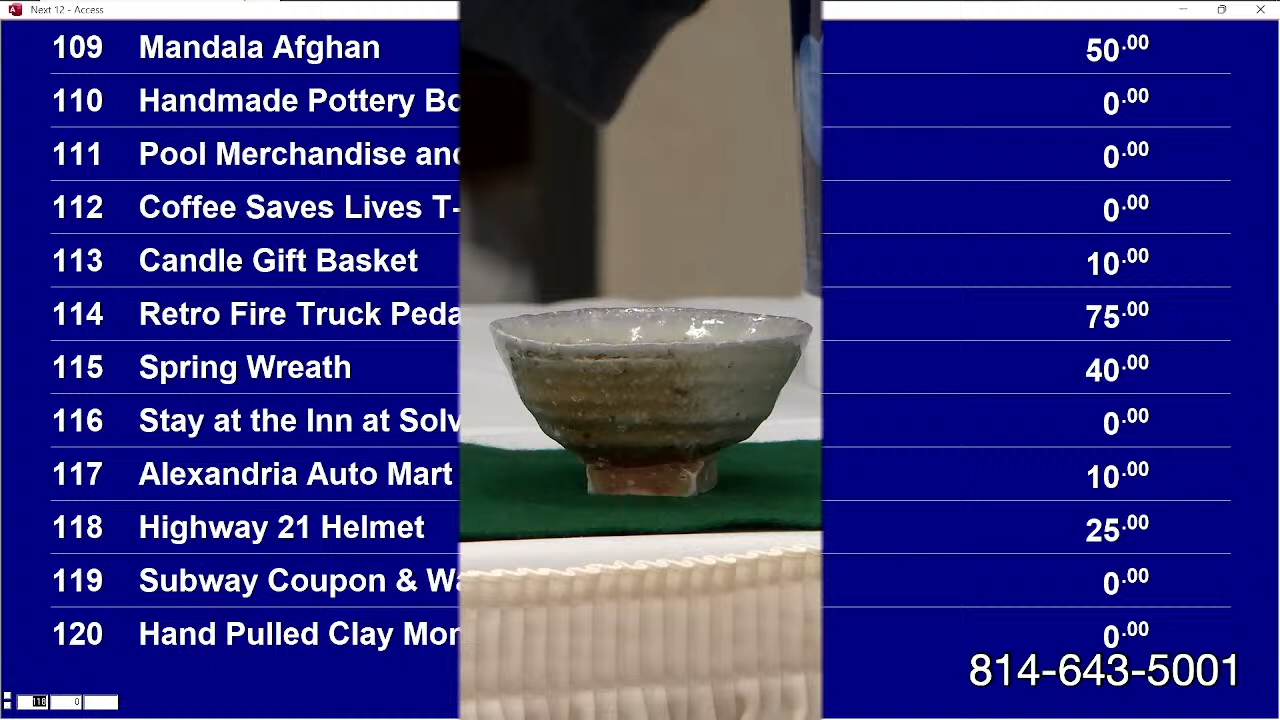 Next 12 - Access
109 Mandala Afghan 50.00
110 Handmade Pottery Bo 0.00
111 Pool Merchandise and 0.00
112 Coffee Saves Lives T- 0.00
113 Candle Gift Basket 10.00
114 Retro Fire Truck Peda 75.00
115 Spring Wreath 40.00
116 Stay at the Inn at Solv 0.00
117 Alexandria Auto Mart 10.00
118 Highway 21 Helmet 25.00
119 Subway Coupon & Wa 0.00
120 Hand Pulled Clay Mor 0.00
814-643-5001
118 0